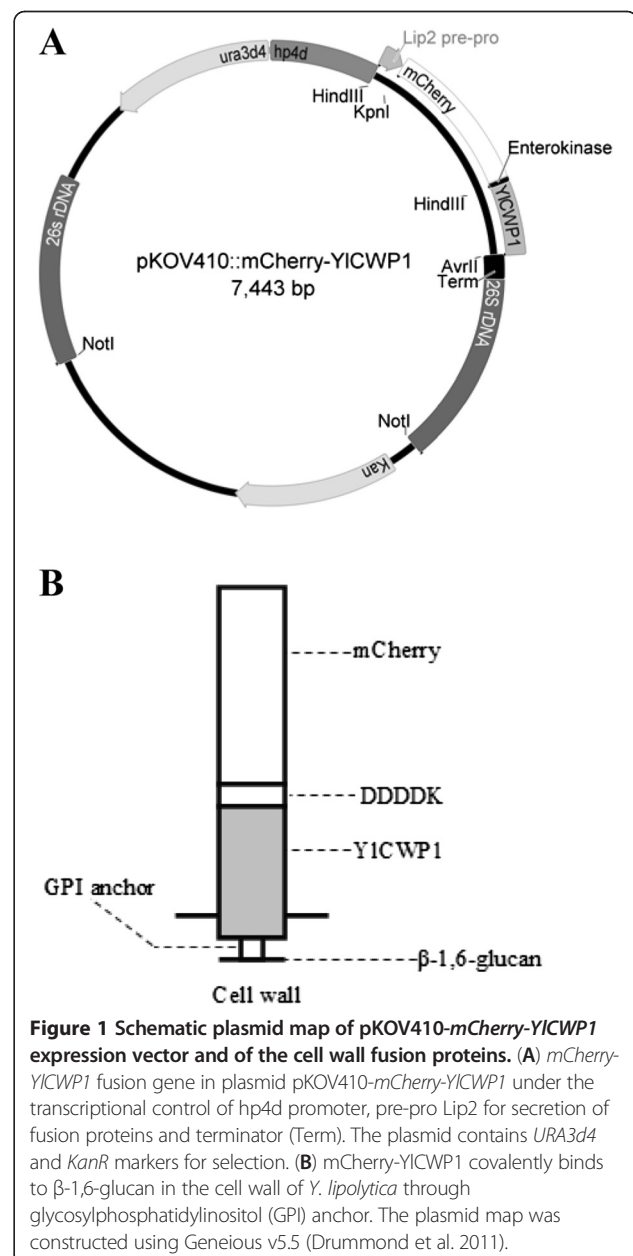 A
ura3d4
hp4d
Lip2 pre-pro
mCherry
HindIII
KpnI
Enterokinase
YlCWP1
HindIII
26s rDNA
pKOV410::mCherry-YlCWP1
7,443 bp
AvrII
Term
26S rDNA
NotI
NotI
Kan
B
mCherry
DDDDK
YlCWP1
GPI anchor
β-1,6-glucan
Cell wall
Figure 1 Schematic plasmid map of pKOV410-mCherry-YlCWP1
expression vector and of the cell wall fusion proteins. (A) mCherry-
YlCWP1 fusion gene in plasmid pKOV410-mCherry-YlCWP1 under the
transcriptional control of hp4d promoter, pre-pro Lip2 for secretion of
fusion proteins and terminator (Term). The plasmid contains URA3d4
and KanR markers for selection. (B) mCherry-YlCWP1 covalently binds
to β-1,6-glucan in the cell wall of Y. lipolytica through
glycosylphosphatidylinositol (GPI) anchor. The plasmid map was
constructed using Geneious v5.5 (Drummond et al. 2011).